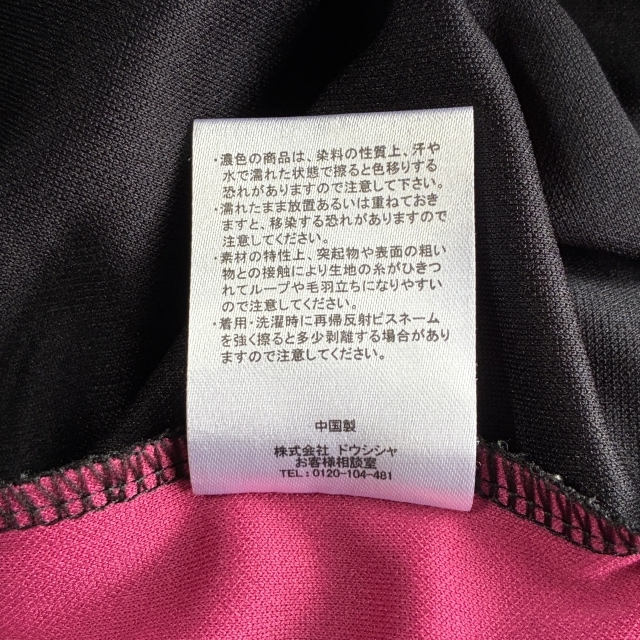 ・濃色の商品は、染料の性質上、汗や
水で濡れた状態で擦ると色移りする
恐れがありますので注意して下さい。
・濡れたまま放置あるいは重ねておき
ますと、移染する恐れがありますので
注意してください。
・素材の特性上、突起物や表面の粗い
物との接触により生地の糸がひきつ
れてループや毛羽立ちになりやすい
ので注意してください。
・着用・洗濯時に再帰反射ピスネーム
を強く擦ると多少剥離する場合があり
ますので注意してください。
中国製
株式会社 ドウシシャ
お客様相談室
TEL:0120-104-481